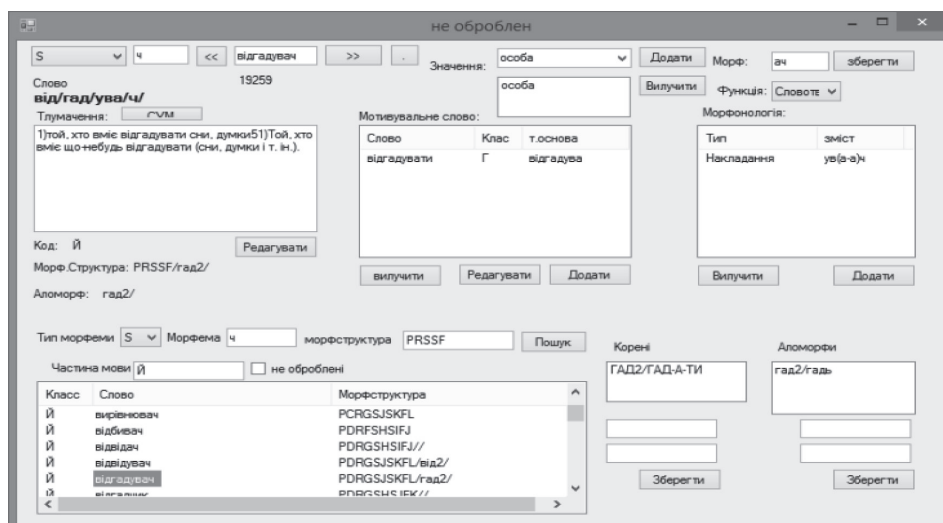 не оброблен
S ч << відгадувач >> . Значення: особа Додати Морф: ач зберегти
Слово 19259 особа Вилучити Функція: Словотє
від/гад/ува/ч/
Тлумачення: СУМ Мотивувальне слово: Морфонологія:
1)той, хто вміє відгадувати сни, думки51)Той, хто
вміє що-небудь відгадувати (сни, думки і т. ін.).
Слово Клас т.основа
відгадувати Г відгадува
Тип зміст
Накладання ув(а-а)ч
Код: Й Редагувати
Морф.Структура: PRSSF/гад2/
вилучити Редагувати Додати Вилучити Додати
Аломорф: гад2/
Тип морфеми S Морфема ч морфструктура PRSSF Пошук
Частина мови Й не оброблені
Корені Аломорфи
ГАД2/ГАД-А-ТИ гад2/гадь
Класс Слово Морфструктура
Й вирівнювач PCRGSJSKFL
Й відбивач PDRFSHSIFJ
Й відвідач PDRGSHSIFJ//
Й відвідувач PDRGSJSKFL/від2/
Й відгадувач PDRGSJSKFL/гад2/
Й відгадчик PDRGSHSJFK//
Зберегти Зберегти